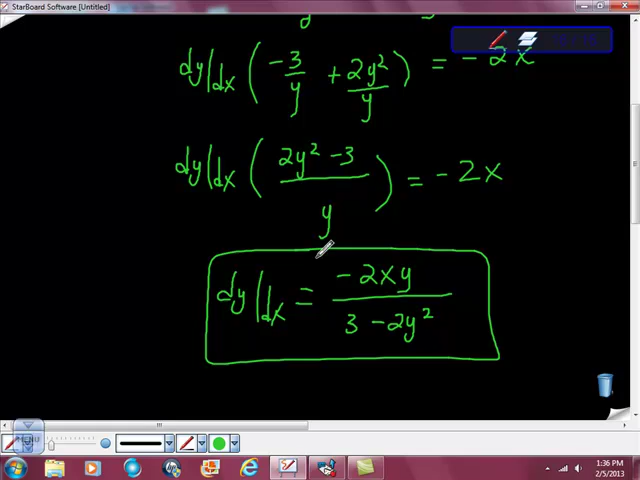 StarBoard Software [Untitled]
dy/dx ( -3/y + 2y²/y ) = -2x
dy/dx ( 2y² -3 / y ) = -2x
dy/dx = -2xy / 3 -2y²
MENU
1:36 PM
2/5/2013